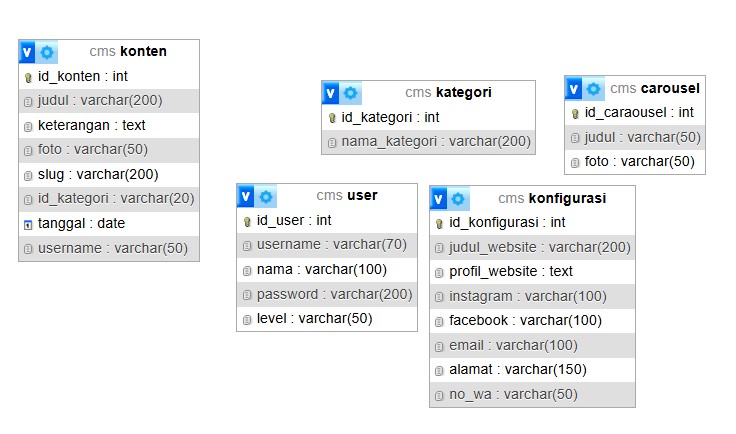 cms konten
id_konten : int
judul : varchar(200)
keterangan : text
foto : varchar(50)
slug : varchar(200)
id_kategori : varchar(20)
tanggal : date
username : varchar(50)
cms kategori
id_kategori : int
nama_kategori : varchar(200)
cms carousel
id_caraousel : int
judul : varchar(50)
foto : varchar(50)
cms user
id_user : int
username : varchar(70)
nama : varchar(100)
password : varchar(200)
level : varchar(50)
cms konfigurasi
id_konfigurasi : int
judul_website : varchar(200)
profil_website : text
instagram : varchar(100)
facebook : varchar(100)
email : varchar(100)
alamat : varchar(150)
no_wa : varchar(50)